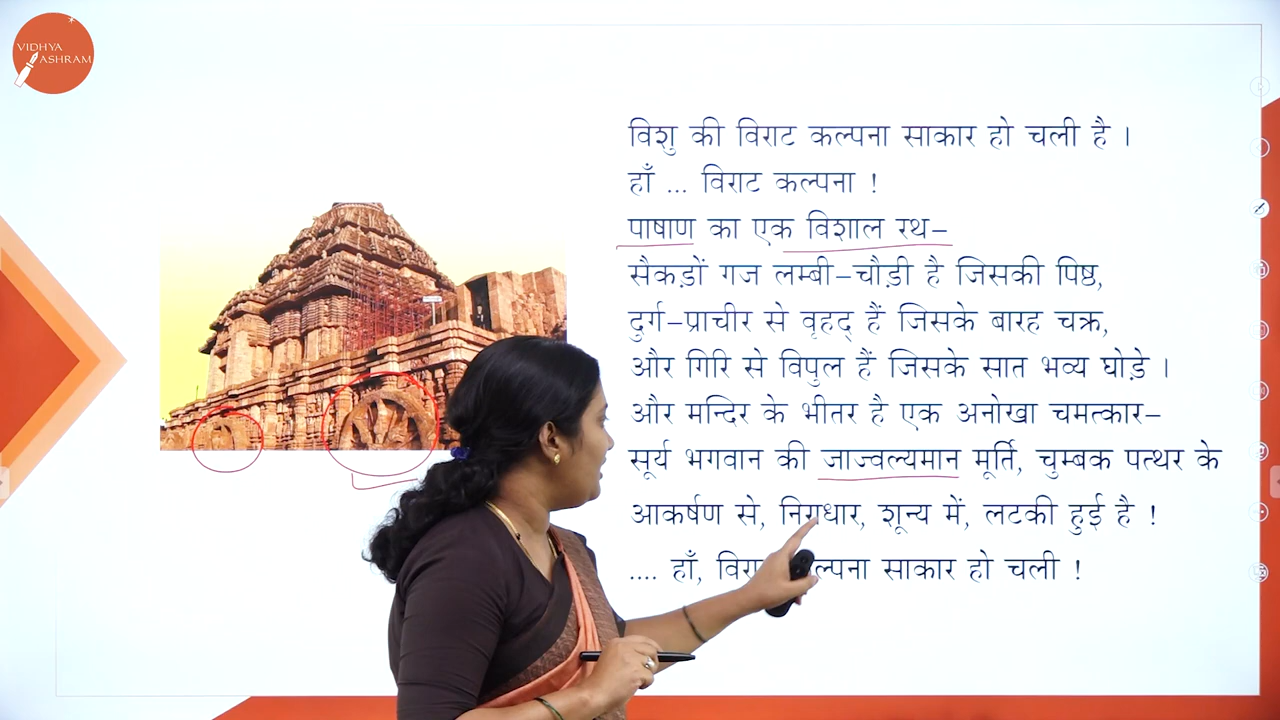 VIDHYA
ASHRAM
विशु की विराट कल्पना साकार हो चली है ।
हाँ ... विराट कल्पना !
पाषाण का एक विशाल रथ-
सैकड़ों गज लम्बी-चौड़ी है जिसकी पिष्ठ,
दुर्ग-प्राचीर से वृहद् हैं जिसके बारह चक्र,
और गिरि से विपुल हैं जिसके सात भव्य घोड़े ।
और मन्दिर के भीतर है एक अनोखा चमत्कार-
सूर्य भगवान की जाज्वल्यमान मूर्ति, चुम्बक पत्थर के
आकर्षण से, निराधार, शून्य में, लटकी हुई है !
.... हाँ, कल्पना साकार हो चली !